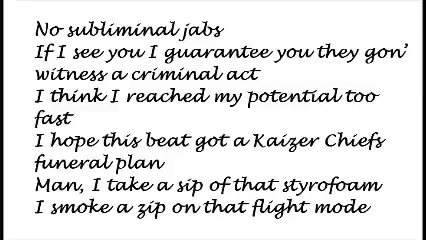 No subliminal jabs
If I see you I guarantee you they gon'
witness a criminal act
I think I reached my potential too
fast
I hope this beat got a Kaizer Chiefs
funeral plan
Man, I take a sip of that styrofoam
I smoke a zip on that flight mode